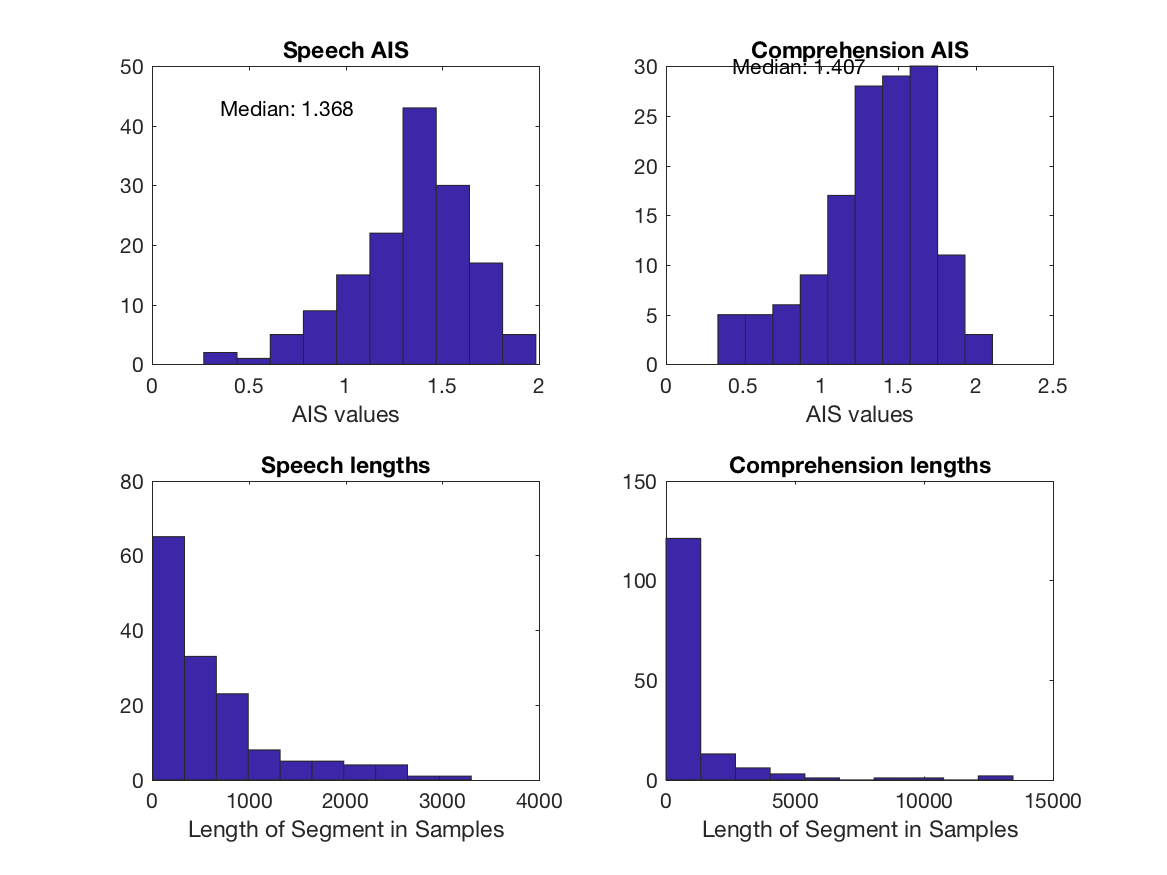 Speech AIS
Median: 1.368
50
40
30
20
10
0
0 0.5 1 1.5 2
AIS values
Comprehension AIS
Median: 1.407
30
25
20
15
10
5
0
0 0.5 1 1.5 2 2.5
AIS values
Speech lengths
80
60
40
20
0
0 1000 2000 3000 4000
Length of Segment in Samples
Comprehension lengths
150
100
50
0
0 5000 10000 15000
Length of Segment in Samples